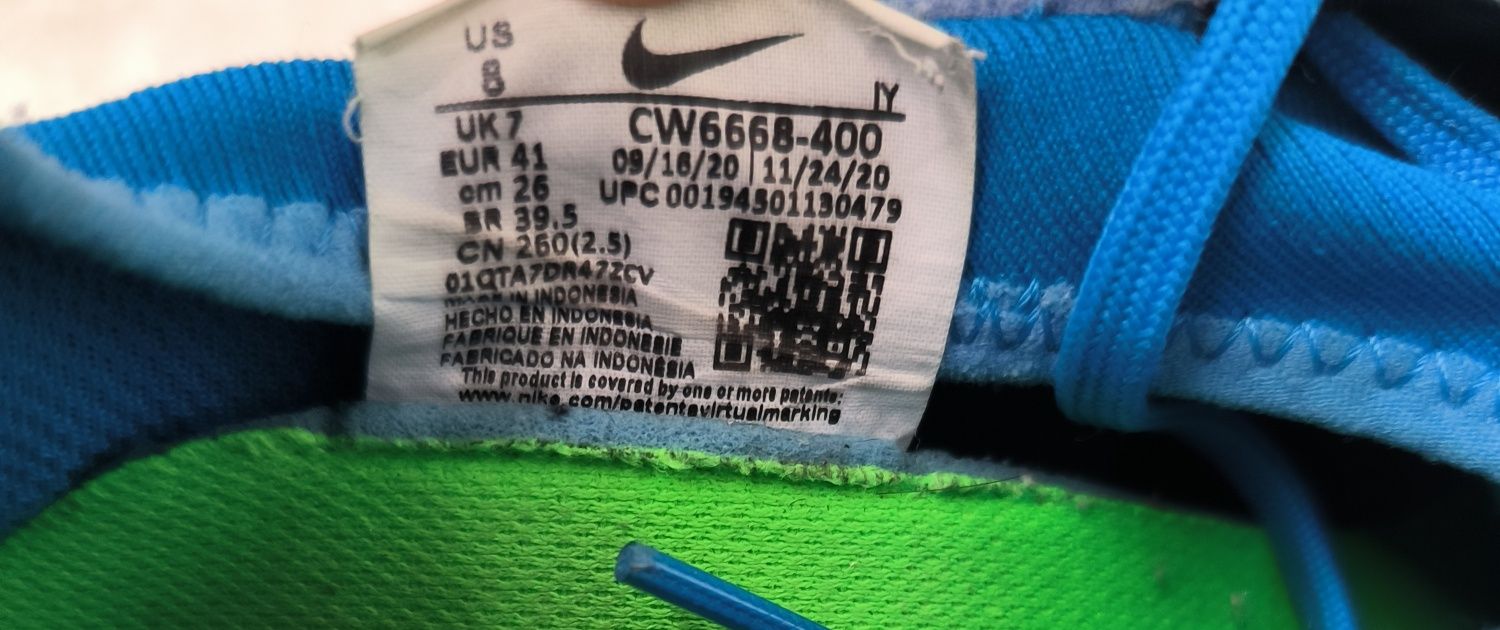 US
8
IY
UK 7
EUR 41
cm 26
BR 39.5
CN 260(2.5)
CW6668-400
09/16/20 | 11/24/20
UPC 00194501130479
01QTA7DR47ZCV
MADE IN INDONESIA
HECHO EN INDONESIA
FABRIQUE EN INDONESIE
FABRICADO NA INDONESIA
This product is covered by one or more patents:
www.nike.com/patentsvirtualmarking